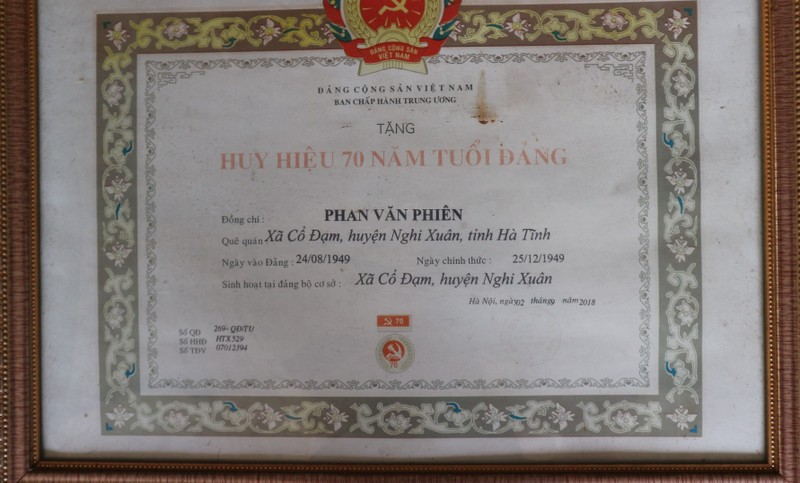 ĐẢNG CỘNG SẢN
VIỆT NAM
ĐẢNG CỘNG SẢN VIỆT NAM
BAN CHẤP HÀNH TRUNG ƯƠNG
TẶNG
HUY HIỆU 70 NĂM TUỔI ĐẢNG
Đồng chí : PHAN VĂN PHIÊN
Quê quán Xã Cổ Đạm, huyện Nghi Xuân, tỉnh Hà Tĩnh
Ngày vào Đảng : 24/08/1949 Ngày chính thức : 25/12/1949
Sinh hoạt tại đảng bộ cơ sở : Xã Cổ Đạm, huyện Nghi Xuân
Hà Nội, ngày 02 tháng 9 năm 2018
70
70
Số QĐ 269- QĐ/TU
Số HHĐ HTX529
Số TĐV 07012394